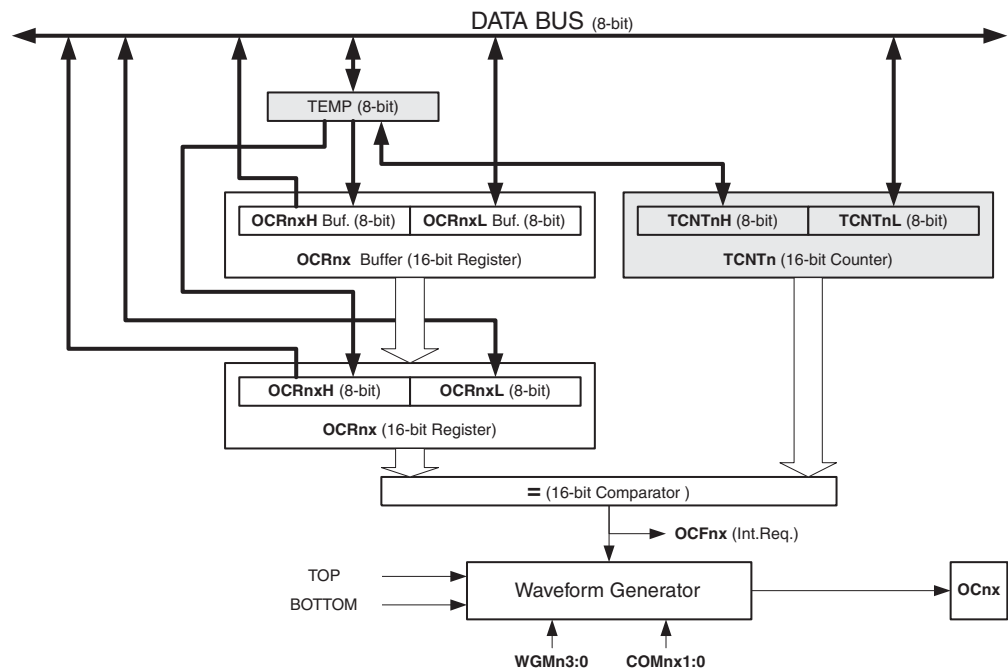 DATA BUS (8-bit)
TEMP (8-bit)
OCRnxH Buf. (8-bit)
OCRnxL Buf. (8-bit)
OCRnx Buffer (16-bit Register)
TCNTnH (8-bit)
TCNTnL (8-bit)
TCNTn (16-bit Counter)
OCRnxH (8-bit)
OCRnxL (8-bit)
OCRnx (16-bit Register)
= (16-bit Comparator )
OCFnx (Int.Req.)
TOP
BOTTOM
Waveform Generator
OCnx
WGMn3:0
COMnx1:0